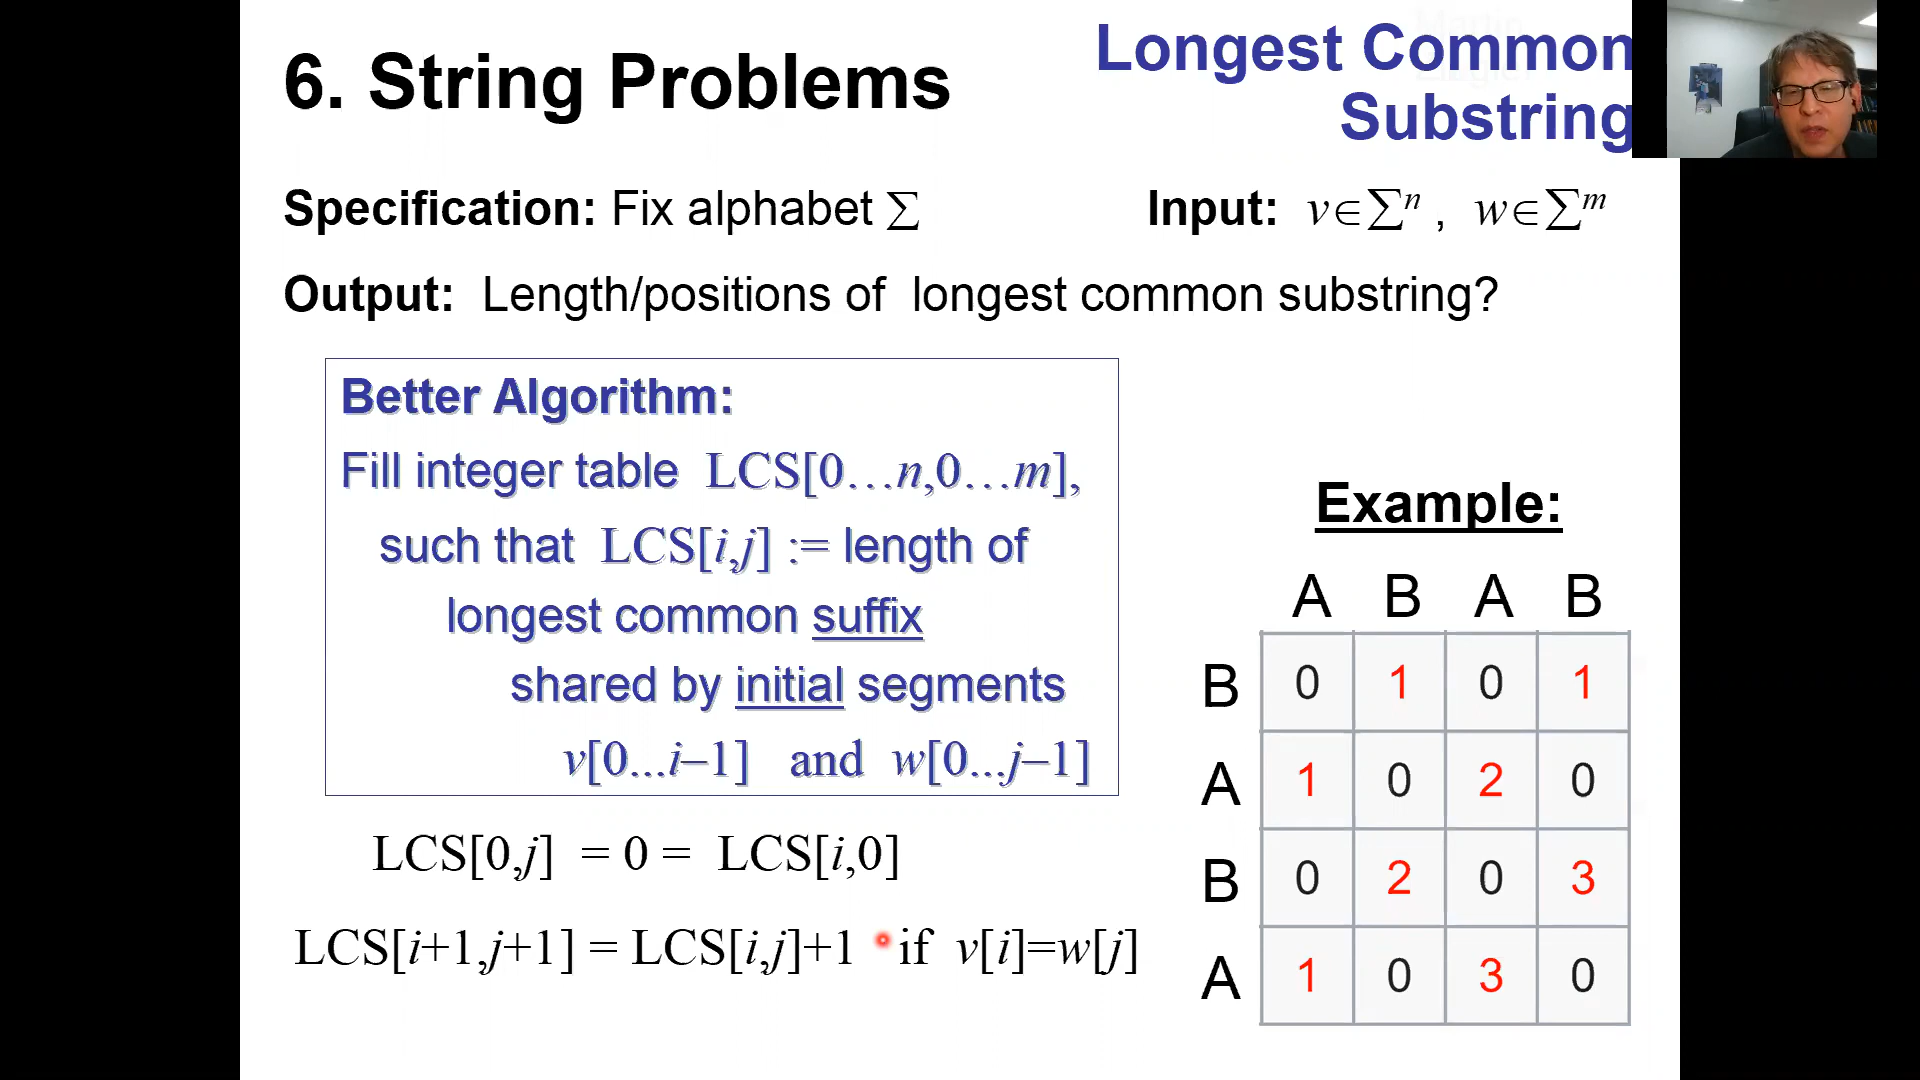 6. String Problems
Longest Common
Substring
Specification: Fix alphabet ∑
Input: v∈∑ⁿ , w∈∑ᵐ
Output: Length/positions of longest common substring?
Better Algorithm:
Fill integer table LCS[0…n,0…m],
such that LCS[i,j] := length of
longest common suffix
shared by initial segments
v[0...i–1] and w[0...j–1]
LCS[0,j] = 0 = LCS[i,0]
LCS[i+1,j+1] = LCS[i,j]+1 if v[i]=w[j]
Example:
A B A B
B 0 1 0 1
A 1 0 2 0
B 0 2 0 3
A 1 0 3 0